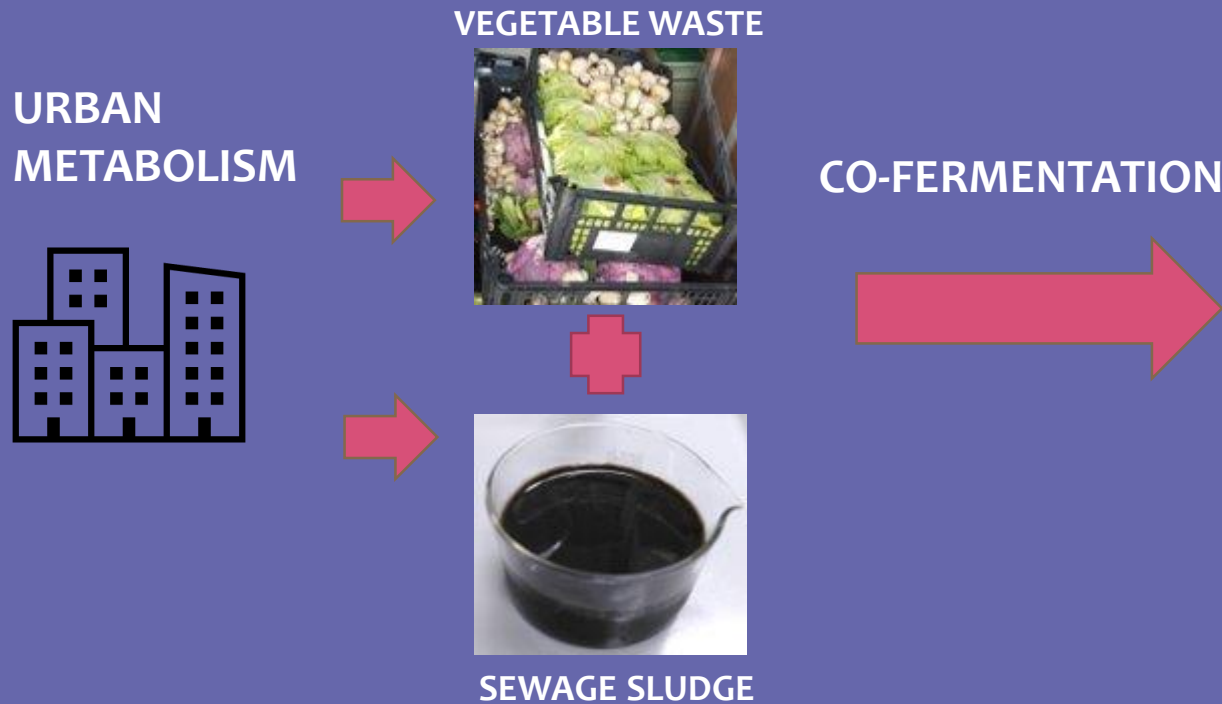 VEGETABLE WASTE
URBAN
METABOLISM
CO-FERMENTATION
SEWAGE SLUDGE